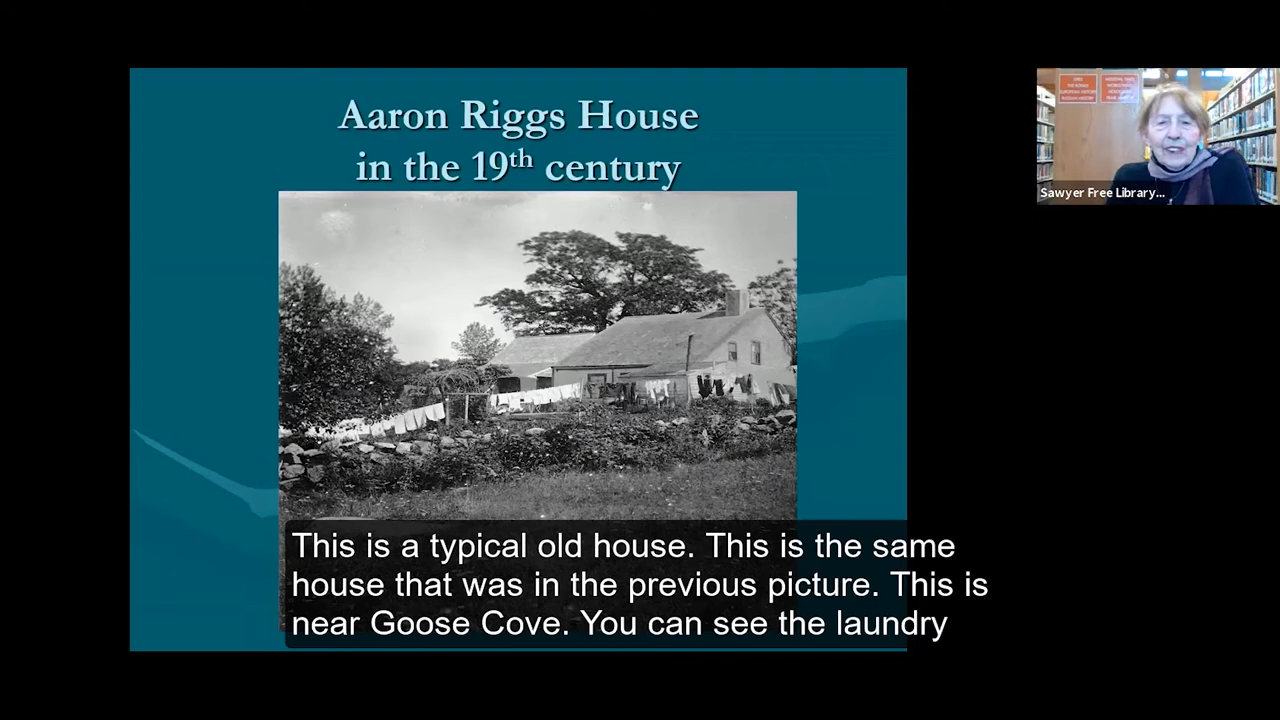 Aaron Riggs House
in the 19th century
Sawyer Free Library...
This is a typical old house. This is the same
house that was in the previous picture. This is
near Goose Cove. You can see the laundry